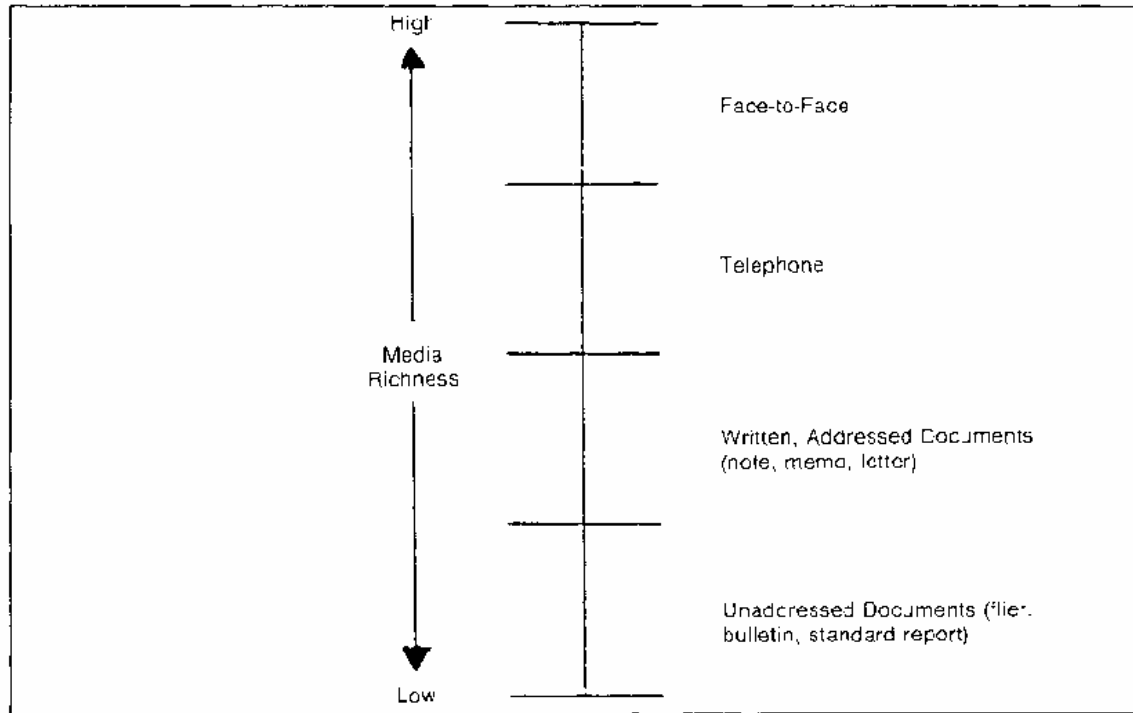 High
Face-to-Face
Telephone
Media
Richness
Written, Addressed Documents
(note, memo, letter)
Unaddressed Documents (flier,
bulletin, standard report)
Low